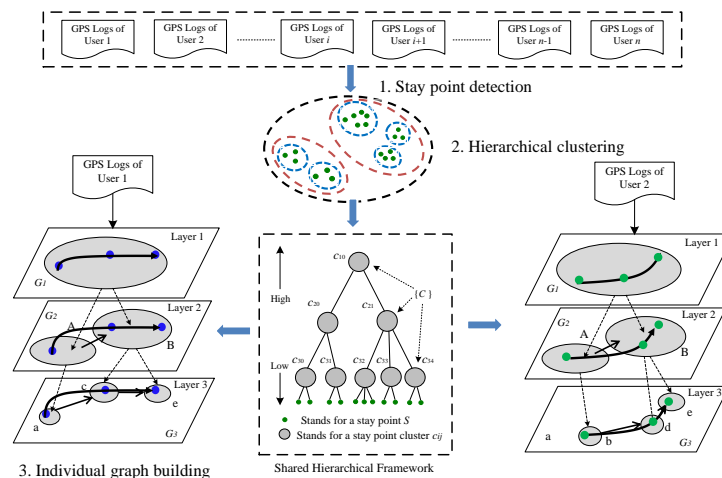 GPS Logs of User 1
GPS Logs of User 2
GPS Logs of User i
GPS Logs of User i+1
GPS Logs of User n-1
GPS Logs of User n
1. Stay point detection
2. Hierarchical clustering
GPS Logs of User 1
Layer 1
G1
Layer 2
G2
A
B
Layer 3
c
e
a
G3
3. Individual graph building
High
Low
c10
{C}
c20
c21
c30
c31
c32
c33
c34
Stands for a stay point S
Stands for a stay point cluster cij
Shared Hierarchical Framework
GPS Logs of User 2
Layer 1
G1
Layer 2
G2
A
B
Layer 3
e
d
a
b
G3